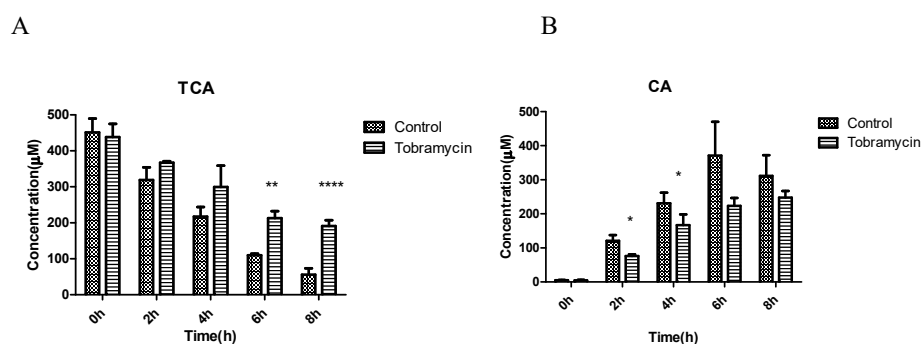 A
B
TCA
Concentration(μM)
500
400
300
200
100
0
**
****
0h
2h
4h
6h
8h
Time(h)
Control
Tobramycin
CA
Concentration(μM)
500
400
300
200
100
0
*
*
0h
2h
4h
6h
8h
Time(h)
Control
Tobramycin